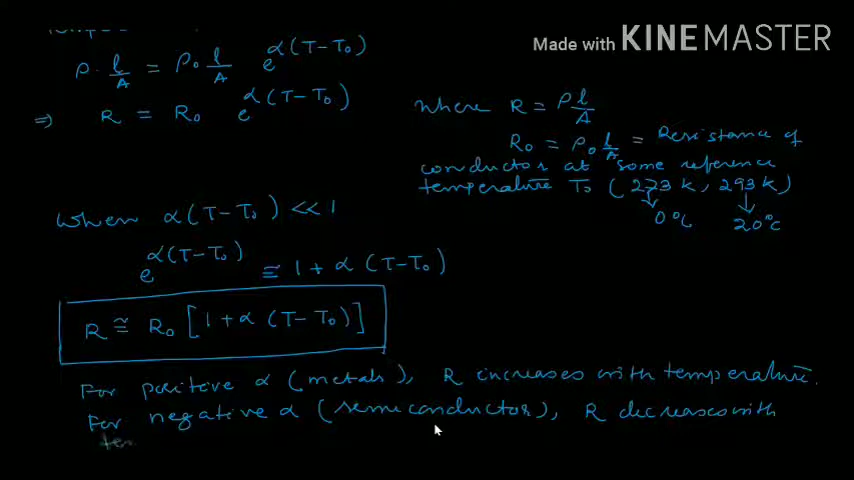 Made with KINEMASTER
ρ. l/A = ρ₀ l/A e^α(T-T₀)
⇒ R = R₀ e^α(T-T₀)
where R = ρ l/A
R₀ = ρ₀ l/A = Resistance of
conductor at some reference
temperature T₀ (273 K, 293 K)
0°C 20°C
When α(T-T₀) << 1
e^α(T-T₀) ≅ 1 + α (T-T₀)
R ≅ R₀ [1 + α (T-T₀)]
For positive α (metals), R increases with temperature.
For negative α (semiconductor), R decreases with
tem